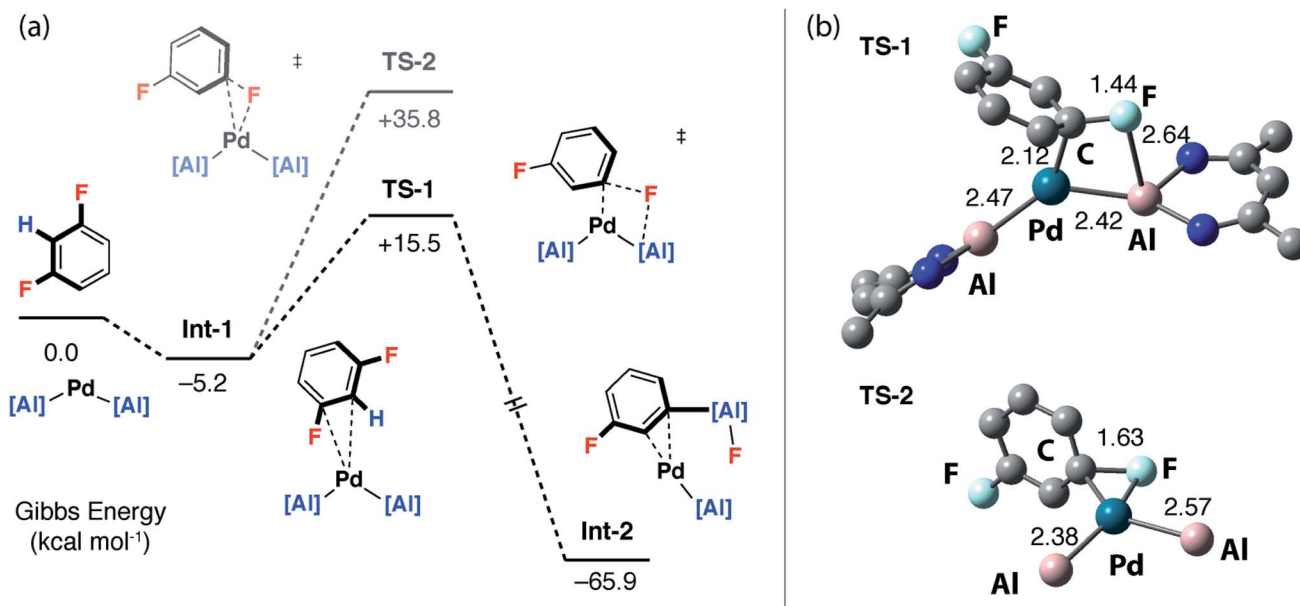 (a)
F
F
‡
Pd
[Al]
[Al]
TS-2
+35.8
TS-1
+15.5
F
F
‡
Pd
[Al]
[Al]
F
H
F
0.0
Pd
[Al]
[Al]
Int-1
–5.2
F
H
F
Pd
[Al]
[Al]
[Al]
F
F
Pd
[Al]
Int-2
–65.9
Gibbs Energy
(kcal mol⁻¹)
(b)
TS-1
F
1.44
F
2.64
C
2.12
2.47
2.42
Pd
Al
Al
TS-2
C
1.63
F
F
2.57
2.38
Al
Pd
Al